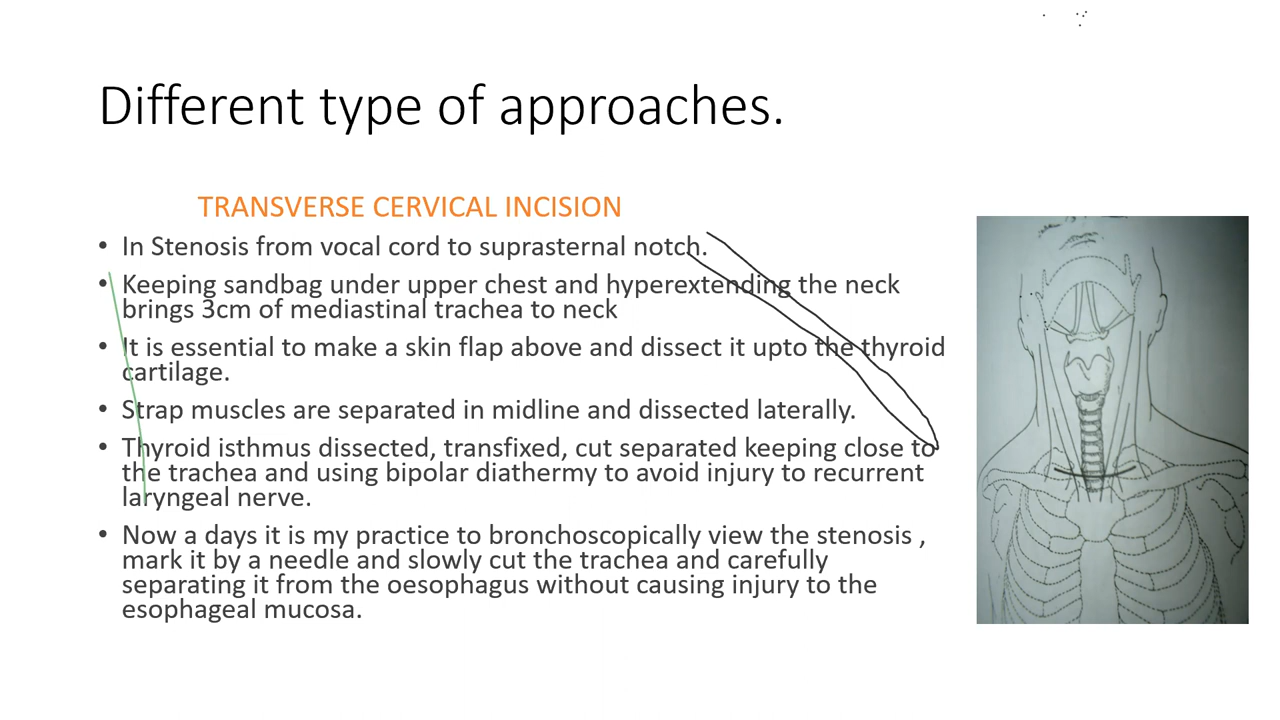 Different type of approaches.
TRANSVERSE CERVICAL INCISION
• In Stenosis from vocal cord to suprasternal notch.
• Keeping sandbag under upper chest and hyperextending the neck
brings 3cm of mediastinal trachea to neck
• It is essential to make a skin flap above and dissect it upto the thyroid
cartilage.
• Strap muscles are separated in midline and dissected laterally.
• Thyroid isthmus dissected, transfixed, cut separated keeping close to
the trachea and using bipolar diathermy to avoid injury to recurrent
laryngeal nerve.
• Now a days it is my practice to bronchoscopically view the stenosis ,
mark it by a needle and slowly cut the trachea and carefully
separating it from the oesophagus without causing injury to the
esophageal mucosa.